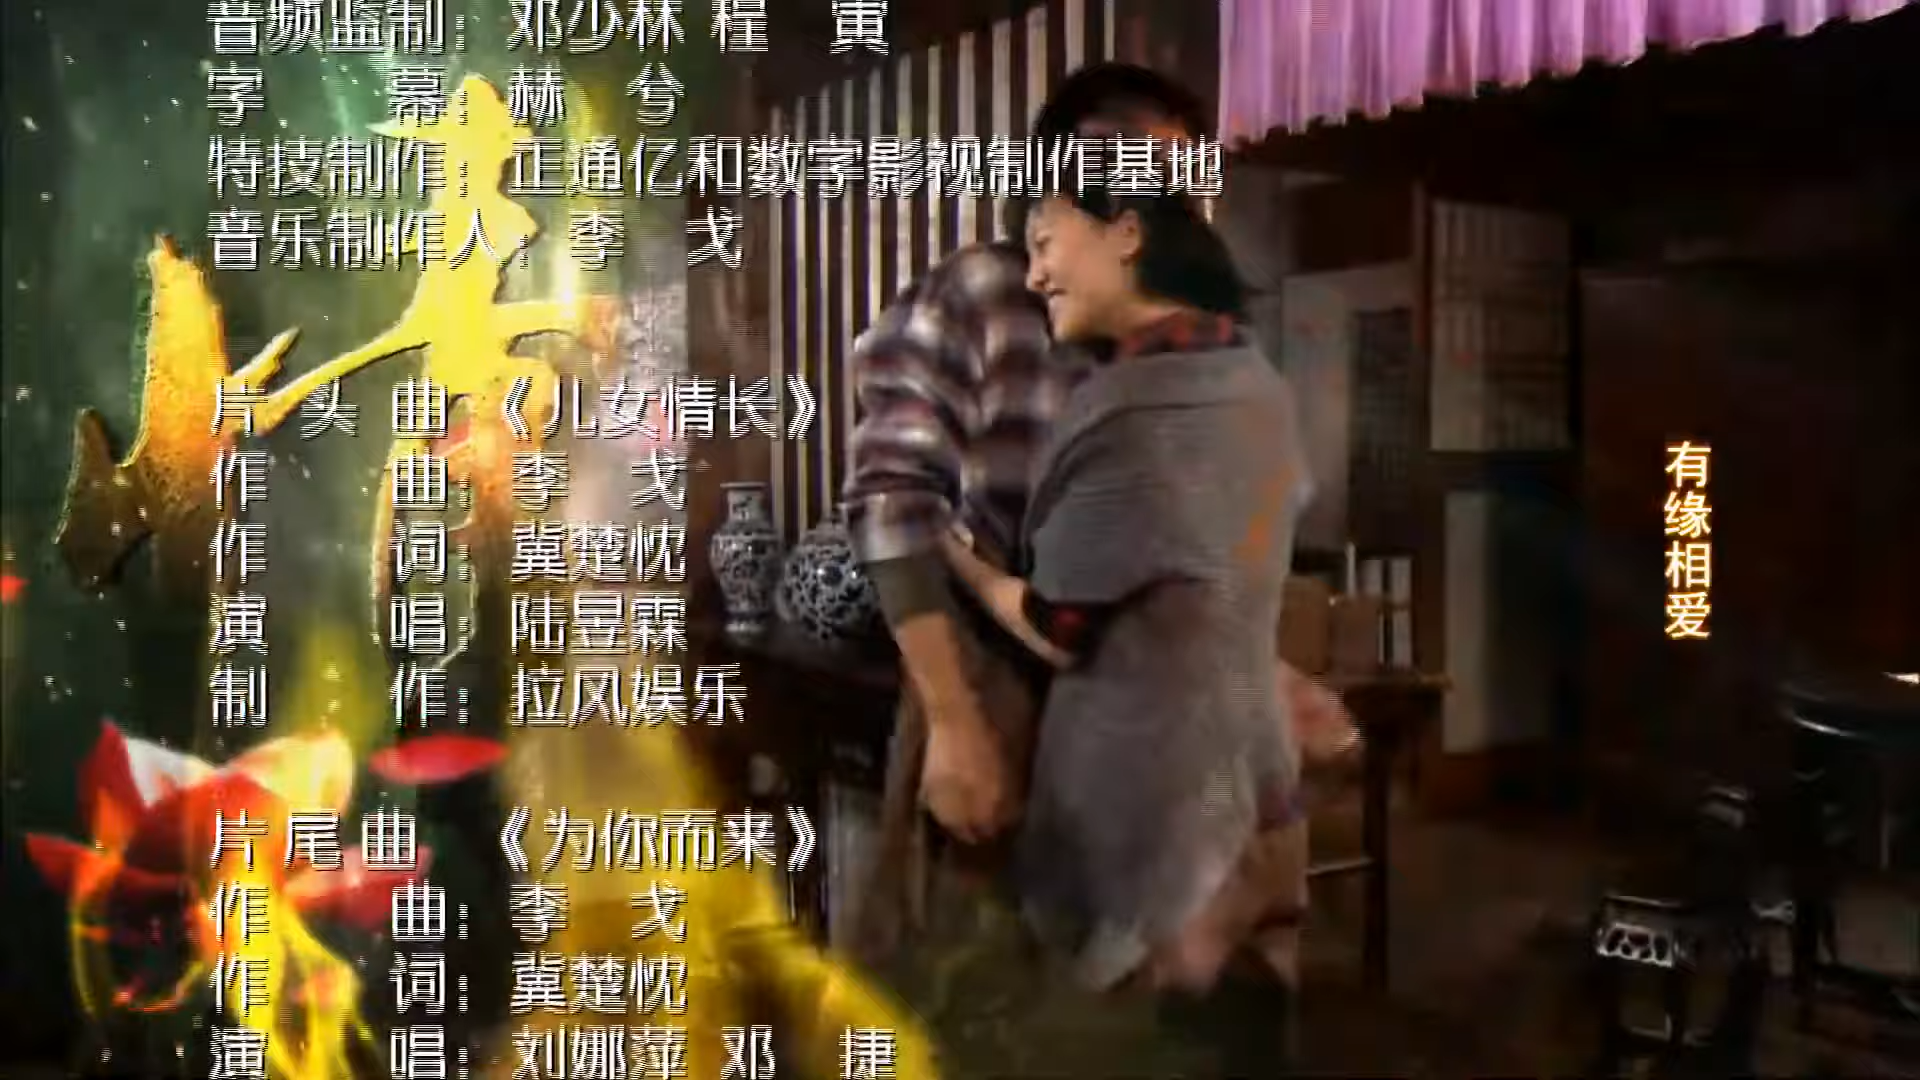 音频监制：邓少林 程 寅
字 幕：赫 兮
特技制作：正通亿和数字影视制作基地
音乐制作人：李 戈
片 头 曲 《儿女情长》
作 曲：李 戈
作 词：冀楚忱
演 唱：陆昱霖
制 作：拉风娱乐
片 尾 曲 《为你而来》
作 曲：李 戈
作 词：冀楚忱
演 唱：刘娜萍 邓 捷
有缘相爱